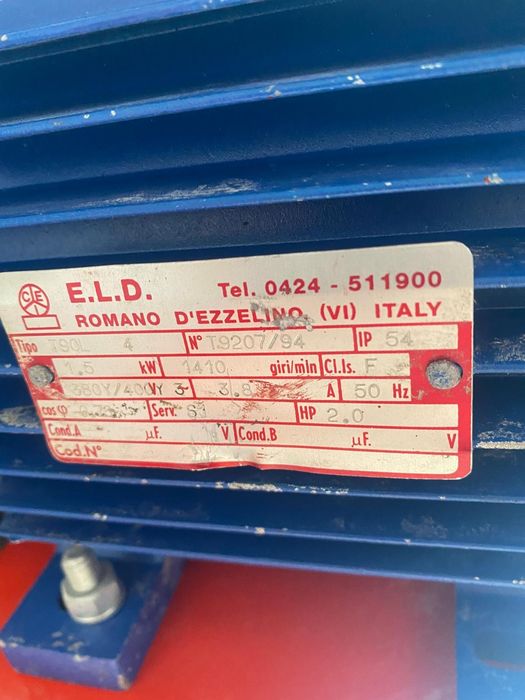 CE
E.L.D.
Tel. 0424 - 511900
ROMANO D'EZZELINO (VI) ITALY
Tipo T90L 4 N° T9207/94 IP 54
1.5 kW 1410 giri/min Cl.Is. F
380Y/400Y 3~ 3.8 A 50 Hz
cosφ Serv. S1 HP 2.0
Cond.A µF. V Cond.B µF. V
Cod.N°